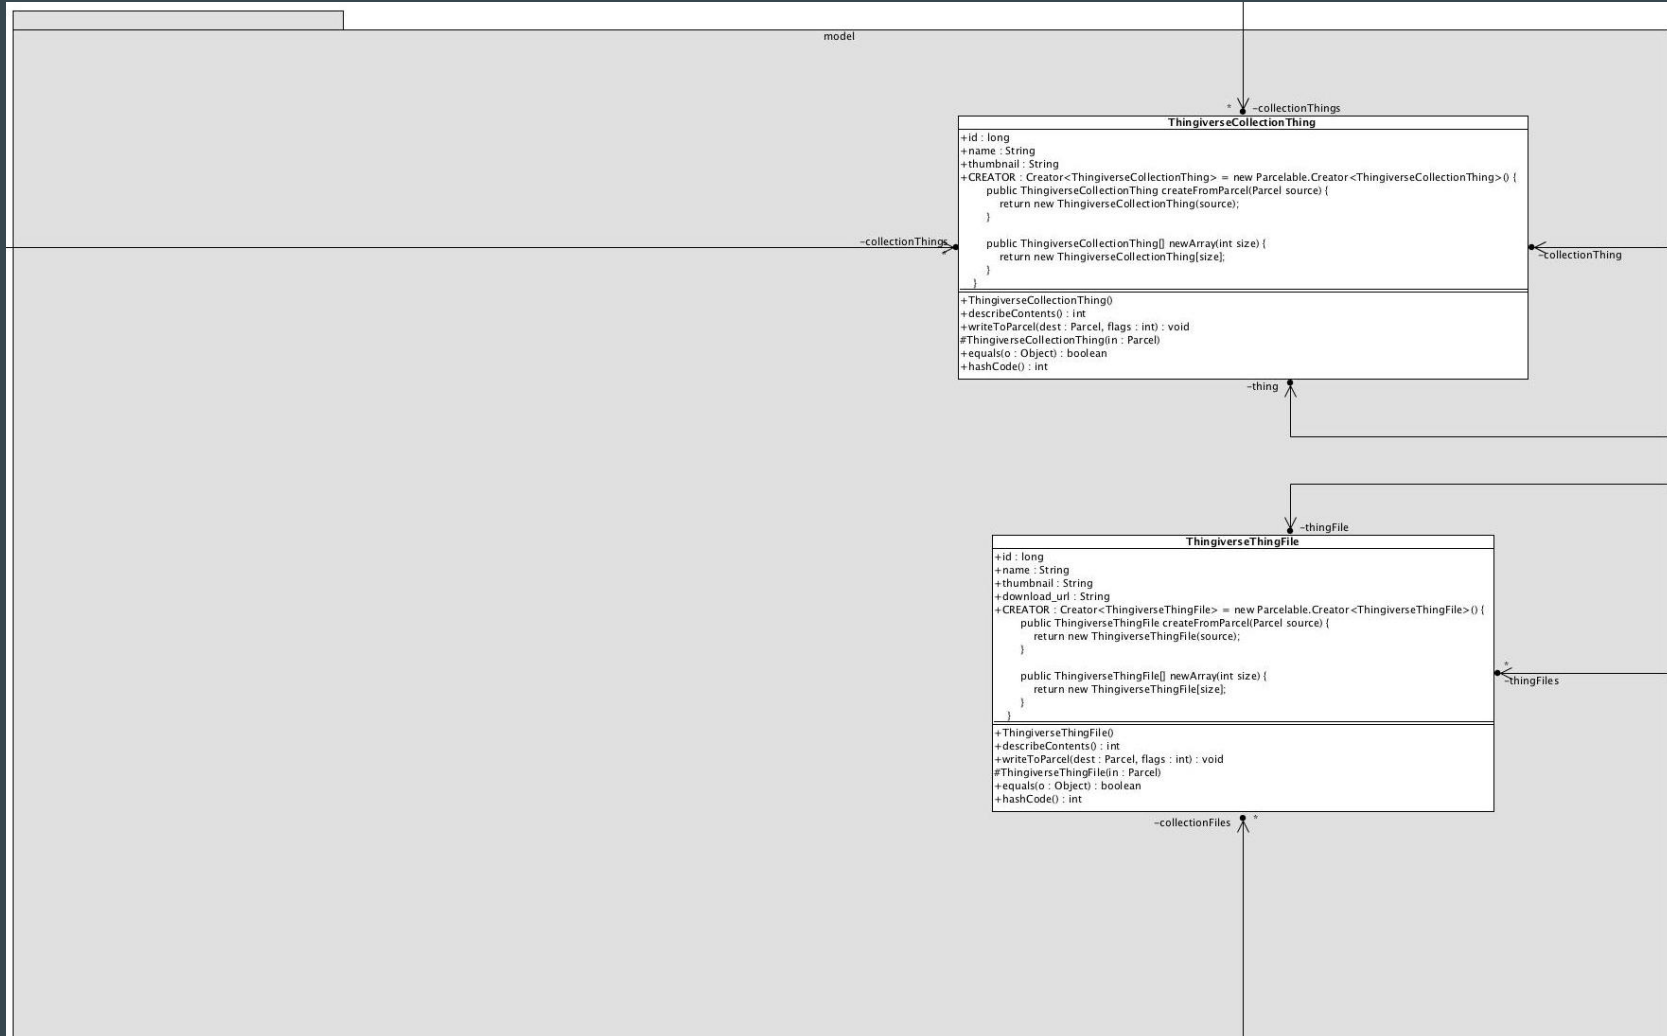 model
* -collectionThings
ThingiverseCollectionThing
+id : long
+name : String
+thumbnail : String
+CREATOR : Creator<ThingiverseCollectionThing> = new Parcelable.Creator<ThingiverseCollectionThing>() {
public ThingiverseCollectionThing createFromParcel(Parcel source) {
return new ThingiverseCollectionThing(source);
}
public ThingiverseCollectionThing[] newArray(int size) {
return new ThingiverseCollectionThing[size];
}
}
-collectionThings
*
-collectionThing
+ThingiverseCollectionThing()
+describeContents() : int
+writeToParcel(dest : Parcel, flags : int) : void
#ThingiverseCollectionThing(in : Parcel)
+equals(o : Object) : boolean
+hashCode() : int
-thing
-thingFile
ThingiverseThingFile
+id : long
+name : String
+thumbnail : String
+download_url : String
+CREATOR : Creator<ThingiverseThingFile> = new Parcelable.Creator<ThingiverseThingFile>() {
public ThingiverseThingFile createFromParcel(Parcel source) {
return new ThingiverseThingFile(source);
}
public ThingiverseThingFile[] newArray(int size) {
return new ThingiverseThingFile[size];
}
}
*
-thingFiles
+ThingiverseThingFile()
+describeContents() : int
+writeToParcel(dest : Parcel, flags : int) : void
#ThingiverseThingFile(in : Parcel)
+equals(o : Object) : boolean
+hashCode() : int
-collectionFiles *